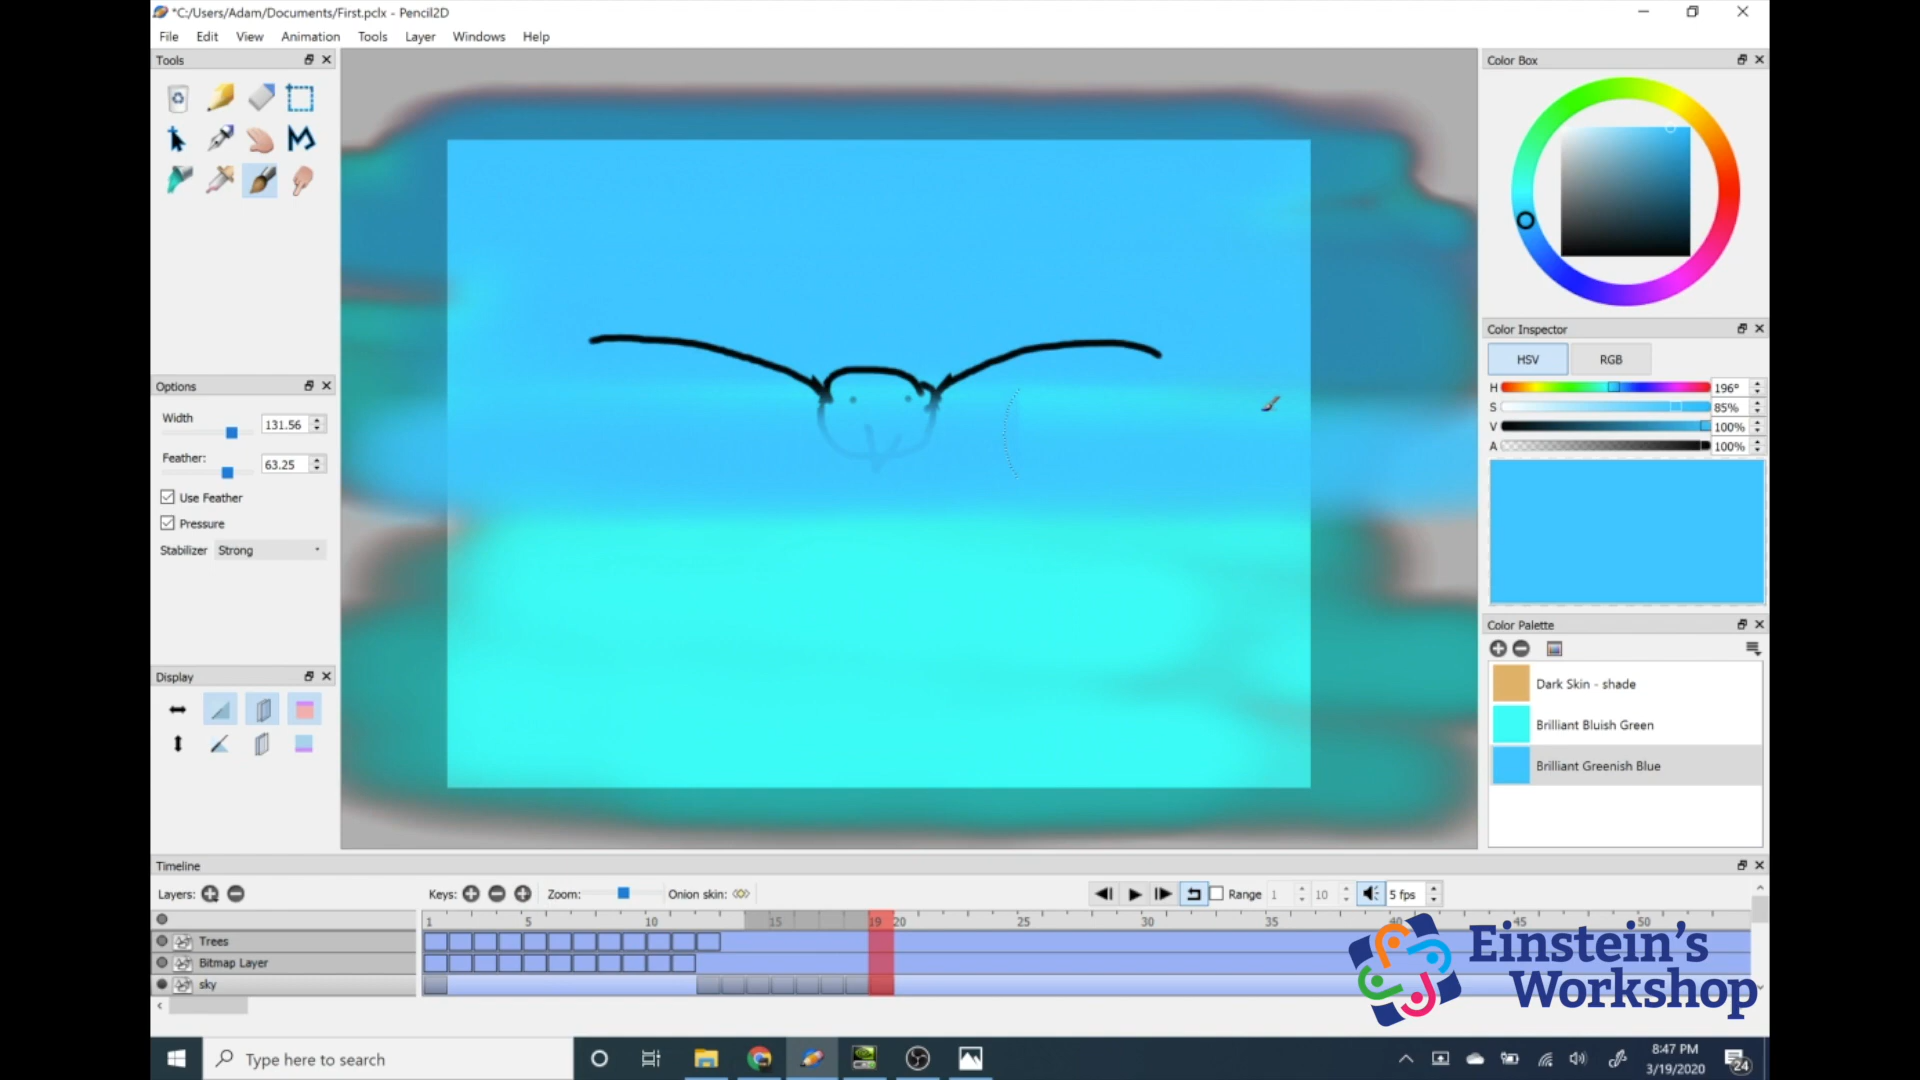 *C:/Users/Adam/Documents/First.pclx - Pencil2D
File Edit View Animation Tools Layer Windows Help
Tools
Color Box
Color Inspector
HSV RGB
H 196°
S 85%
V 100%
A 100%
Options
Width 131.56
Feather: 63.25
Use Feather
Pressure
Stabilizer Strong
Display
Color Palette
Dark Skin - shade
Brilliant Bluish Green
Brilliant Greenish Blue
Timeline
Layers: Keys: Zoom: Onion skin: Range 1 10 5 fps
1 5 10 15 19 20 25 30 35 40 45 50
Trees
Bitmap Layer
sky
Einstein's
Workshop
Type here to search
8:47 PM
3/19/2020
24